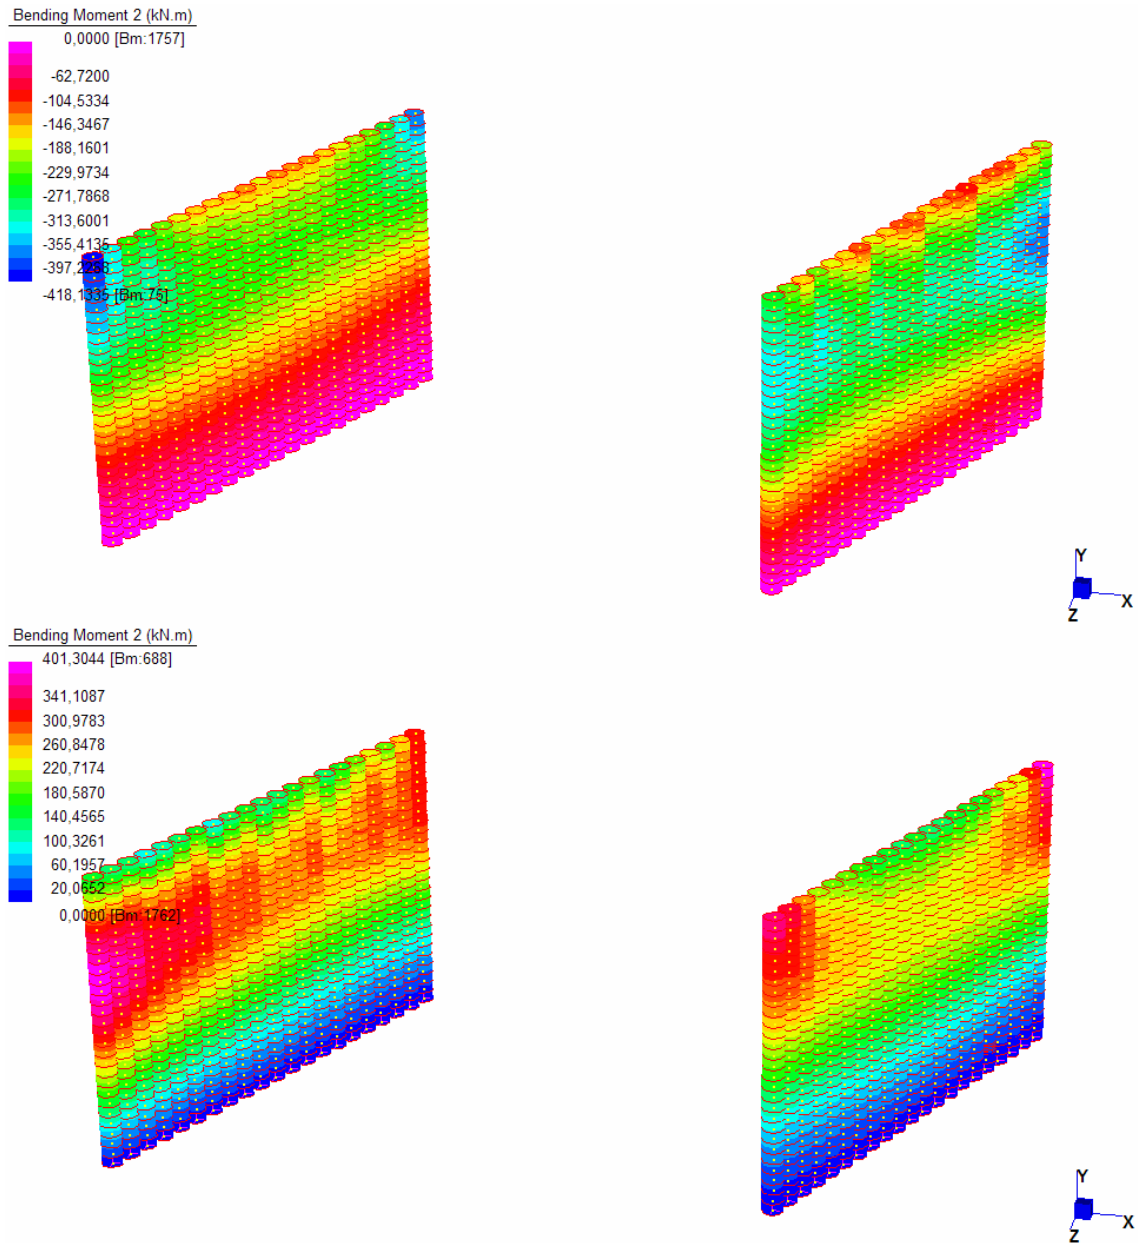 Bending Moment 2 (kN.m)
0,0000 [Bm:1757]
-62,7200
-104,5334
-146,3467
-188,1601
-229,9734
-271,7868
-313,6001
-355,4135
-397,2268
-418,1335 [Bm:75]
Y
X
Z
Bending Moment 2 (kN.m)
401,3044 [Bm:688]
341,1087
300,9783
260,8478
220,7174
180,5870
140,4565
100,3261
60,1957
20,0652
0,0000 [Bm:1762]
Y
X
Z